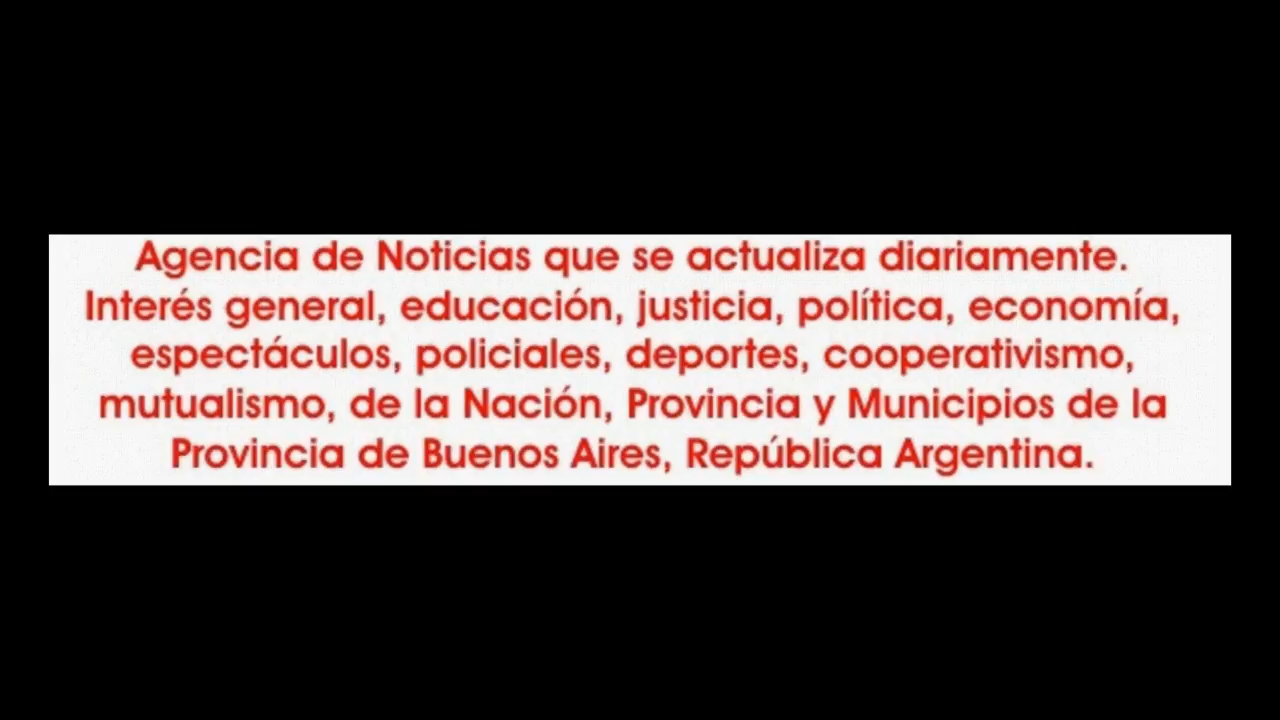 Agencia de Noticias que se actualiza diariamente.
Interés general, educación, justicia, política, economía,
espectáculos, policiales, deportes, cooperativismo,
mutualismo, de la Nación, Provincia y Municipios de la
Provincia de Buenos Aires, República Argentina.